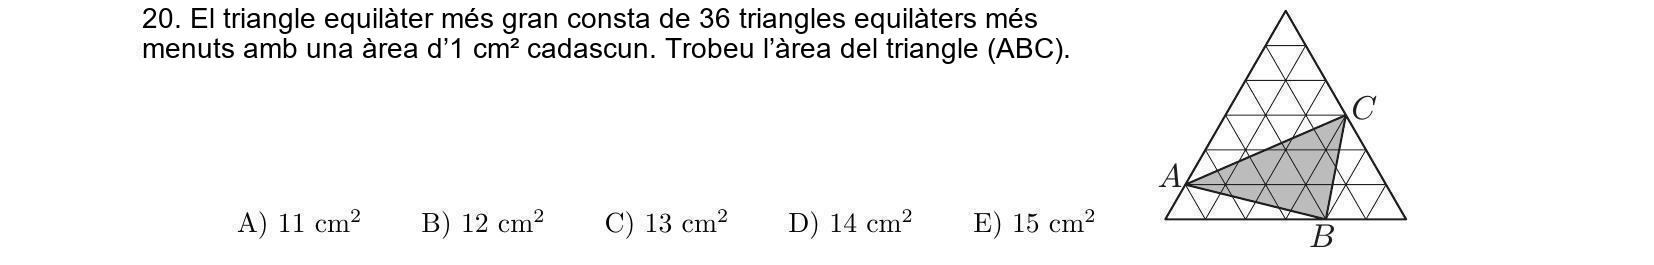 20. El triangle equilàter més gran consta de 36 triangles equilàters més
menuts amb una àrea d’1 cm² cadascun. Trobeu l’àrea del triangle (ABC).
C
A
A) 11 cm² B) 12 cm² C) 13 cm² D) 14 cm² E) 15 cm²
B